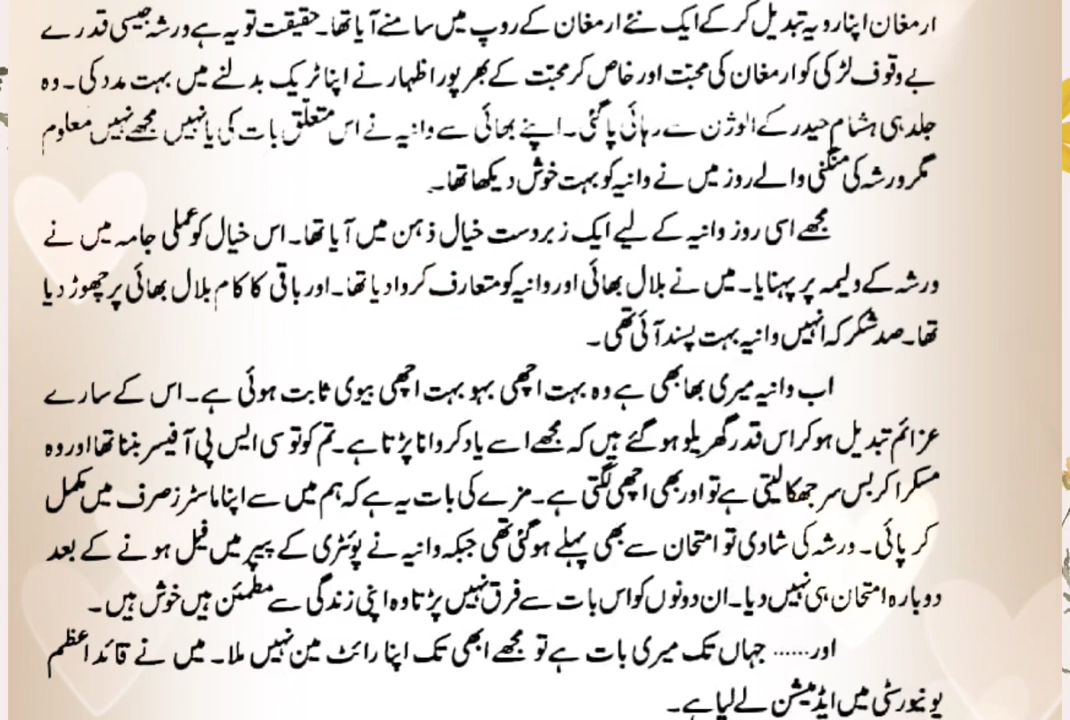 ارمغان اپنا رویہ تبدیل کر کے ایک نئے ارمغان کے روپ میں سامنے آیا تھا۔ حقیقت تو یہ ہے ورشہ جیسی قدرے
بے وقوف لڑکی کو ارمغان کی محبت اور خاص کر محبت کے بھرپور اظہار نے اپنا ٹریک بدلنے میں بہت مدد کی۔ وہ
جلد ہی ہشام حیدر کے الوژن سے رہائی پا گئی۔ اپنے بھائی سے وانیہ نے اس متعلق بات کی یا نہیں مجھے نہیں معلوم
مگر ورشہ کی منگنی والے روز میں نے وانیہ کو بہت خوش دیکھا تھا۔
مجھے اسی روز وانیہ کے لیے ایک زبردست خیال ذہن میں آیا تھا۔ اس خیال کو عملی جامہ میں نے
ورشہ کے ولیمہ پر پہنایا۔ میں نے بلال بھائی اور وانیہ کو متعارف کروا دیا تھا۔ اور باقی کا کام بلال بھائی پر چھوڑ دیا
تھا۔ صد شکر کہ انہیں وانیہ بہت پسند آئی تھی۔
اب وانیہ میری بھابھی ہے وہ بہت اچھی بہو بہت اچھی بیوی ثابت ہوئی ہے۔ اس کے سارے
عزائم تبدیل ہو کر اس قدر گھریلو ہو گئے ہیں کہ مجھے اسے یاد کروانا پڑتا ہے۔ تم کو تو سی ایس پی آفیسر بننا تھا اور وہ
مسکرا کر بس سر جھکا لیتی ہے تو اور بھی اچھی لگتی ہے۔ مزے کی بات یہ ہے کہ ہم میں سے اپنا ماسٹرز صرف میں مکمل
کر پائی۔ ورشہ کی شادی تو امتحان سے بھی پہلے ہو گئی تھی جبکہ وانیہ نے پوئٹری کے پیپر میں فیل ہونے کے بعد
دوبارہ امتحان ہی نہیں دیا۔ ان دونوں کو اس بات سے فرق نہیں پڑتا وہ اپنی زندگی سے مطمئن ہیں خوش ہیں۔
اور...... جہاں تک میری بات ہے تو مجھے ابھی تک اپنا رائٹ مین نہیں ملا۔ میں نے قائد اعظم
یونیورسٹی میں ایڈمیشن لے لیا ہے۔